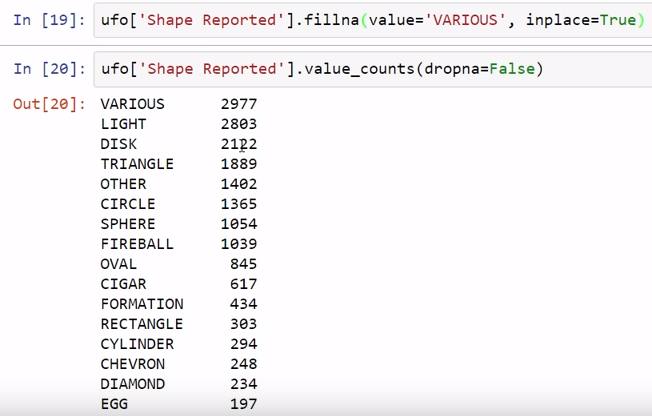 In [19]: ufo['Shape Reported'].fillna(value='VARIOUS', inplace=True)
In [20]: ufo['Shape Reported'].value_counts(dropna=False)
Out[20]: VARIOUS 2977
LIGHT 2803
DISK 2122
TRIANGLE 1889
OTHER 1402
CIRCLE 1365
SPHERE 1054
FIREBALL 1039
OVAL 845
CIGAR 617
FORMATION 434
RECTANGLE 303
CYLINDER 294
CHEVRON 248
DIAMOND 234
EGG 197